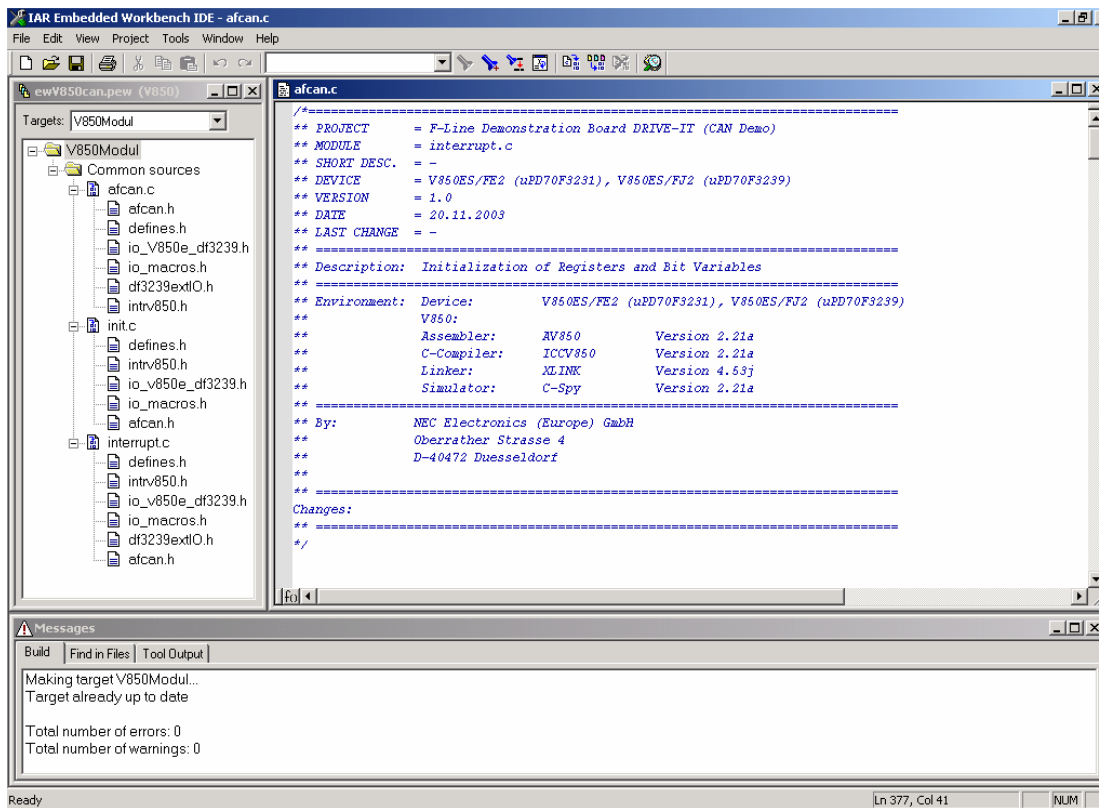 IAR Embedded Workbench IDE - afcan.c
File Edit View Project Tools Window Help
ewV850can.pew (V850)
Targets: V850Modul
V850Modul
Common sources
afcan.c
afcan.h
defines.h
io_V850e_df3239.h
io_macros.h
df3239extIO.h
intrv850.h
init.c
defines.h
intrv850.h
io_v850e_df3239.h
io_macros.h
afcan.h
interrupt.c
defines.h
intrv850.h
io_v850e_df3239.h
io_macros.h
df3239extIO.h
afcan.h
afcan.c
/*==============================================================================
** PROJECT = F-Line Demonstration Board DRIVE-IT (CAN Demo)
** MODULE = interrupt.c
** SHORT DESC. = -
** DEVICE = V850ES/FE2 (uPD70F3231), V850ES/FJ2 (uPD70F3239)
** VERSION = 1.0
** DATE = 20.11.2003
** LAST CHANGE = -
** =============================================================================
** Description: Initialization of Registers and Bit Variables
** =============================================================================
** Environment: Device: V850ES/FE2 (uPD70F3231), V850ES/FJ2 (uPD70F3239)
** V850:
** Assembler: AV850 Version 2.21a
** C-Compiler: ICCV850 Version 2.21a
** Linker: XLINK Version 4.53j
** Simulator: C-Spy Version 2.21a
** =============================================================================
** By: NEC Electronics (Europe) GmbH
** Oberrather Strasse 4
** D-40472 Duesseldorf
**
** =============================================================================
Changes:
** =============================================================================
*/
fo
Messages
Build Find in Files Tool Output
Making target V850Modul...
Target already up to date
Total number of errors: 0
Total number of warnings: 0
Ready Ln 377, Col 41 NUM